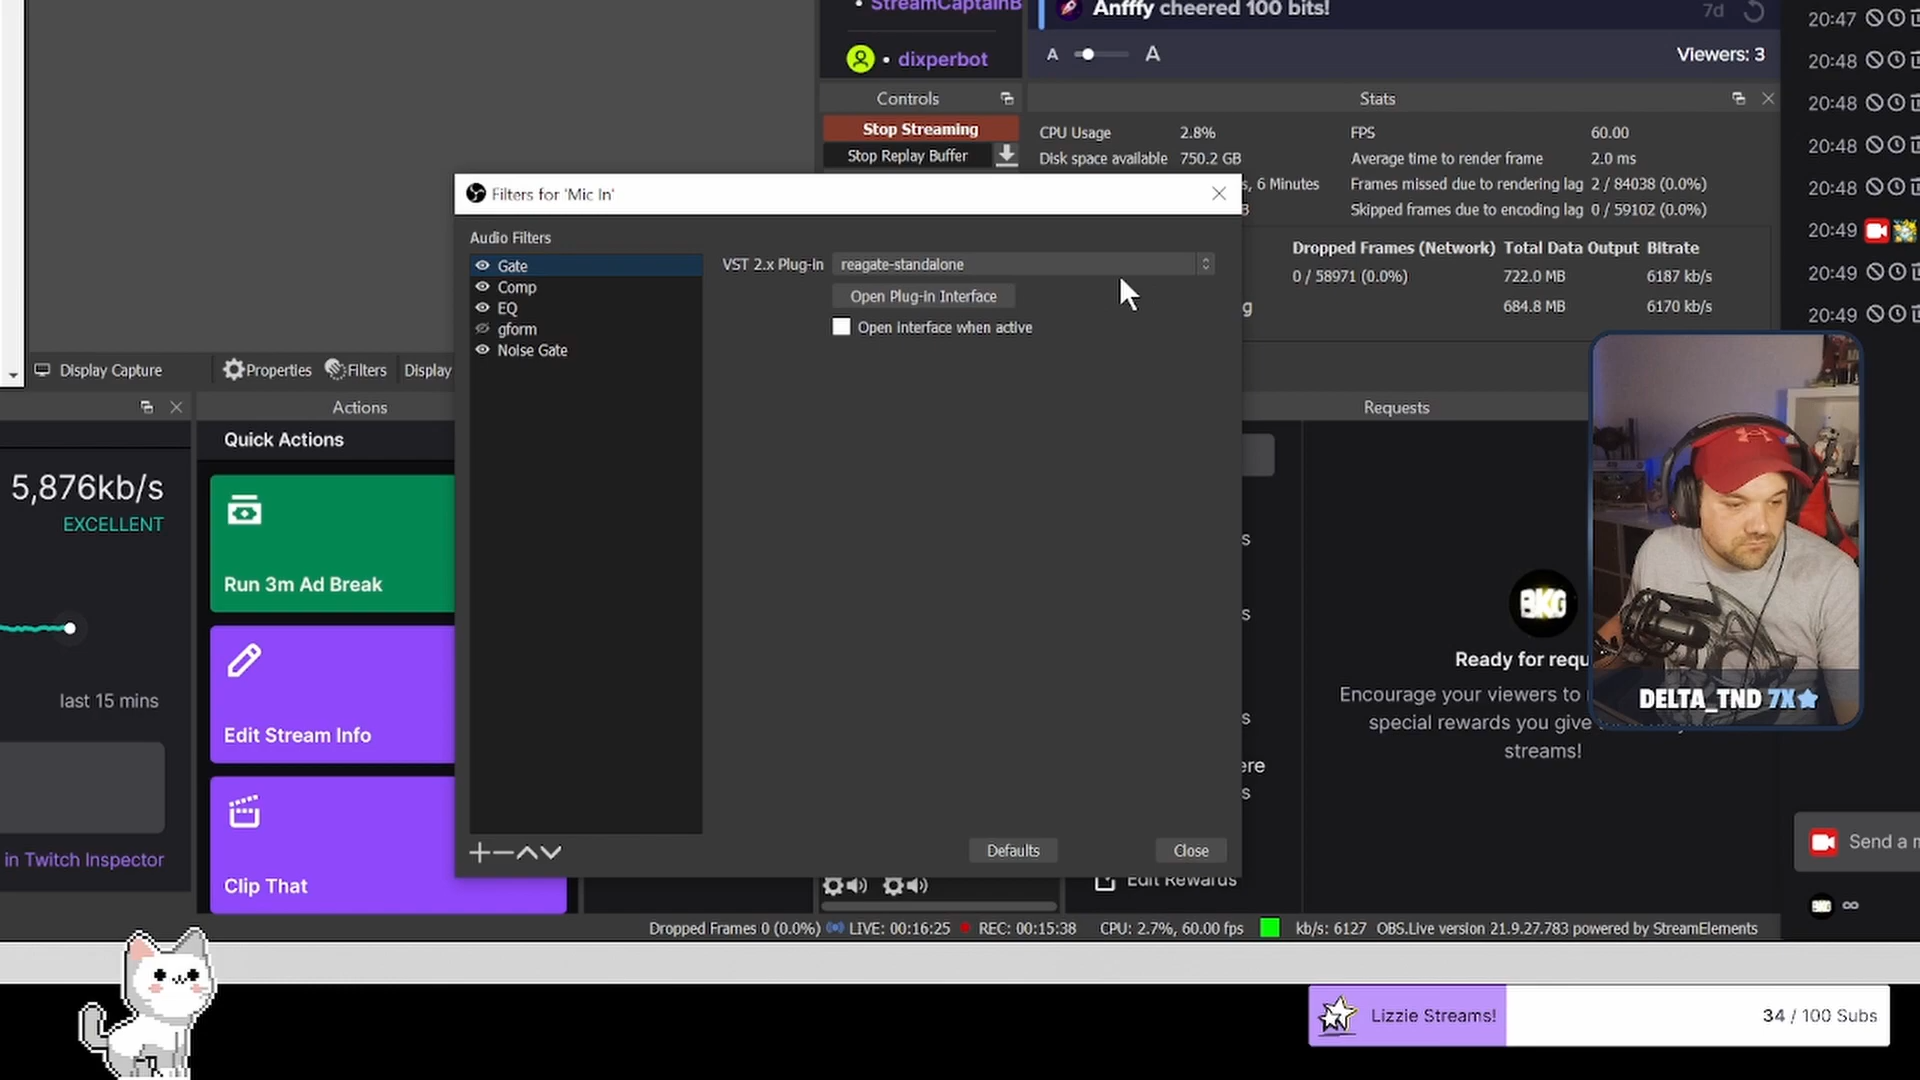 StreamCaptainB
Anfffy cheered 100 bits!
7d
dixperbot
A A
Viewers: 3
Controls
Stats
Stop Streaming
Stop Replay Buffer
CPU Usage 2.8%
Disk space available 750.2 GB
s, 6 Minutes
FPS 60.00
Average time to render frame 2.0 ms
Frames missed due to rendering lag 2 / 84038 (0.0%)
Skipped frames due to encoding lag 0 / 59102 (0.0%)
Dropped Frames (Network) Total Data Output Bitrate
0 / 58971 (0.0%) 722.0 MB 6187 kb/s
684.8 MB 6170 kb/s
20:47
20:48
20:48
20:48
20:48
20:49
20:49
20:49
Filters for 'Mic In'
Audio Filters
Gate
Comp
EQ
gform
Noise Gate
VST 2.x Plug-in reagate-standalone
Open Plug-in Interface
Open interface when active
Defaults
Close
Display Capture
Properties
Filters
Display
Actions
Requests
Quick Actions
5,876kb/s
EXCELLENT
Run 3m Ad Break
last 15 mins
Edit Stream Info
in Twitch Inspector
Clip That
BKG
Ready for requ
Encourage your viewers to
special rewards you give
streams!
ere
Edit Rewards
DELTA_TND 7X
Send a m
Dropped Frames 0 (0.0%) LIVE: 00:16:25 REC: 00:15:38 CPU: 2.7%, 60.00 fps kb/s: 6127 OBS.Live version 21.9.27.783 powered by StreamElements
Lizzie Streams!
34 / 100 Subs